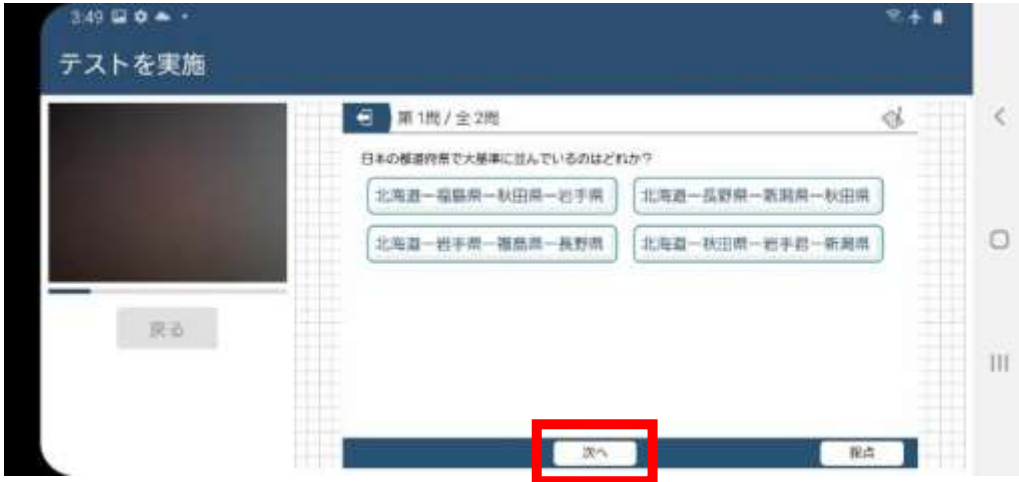 3:49
テストを実施
第1問/全2問
日本の都道府県で大基準に並んでいるのはどれか?
北海道ー福島県ー秋田県ー岩手県
北海道ー長野県ー新潟県ー秋田県
北海道ー岩手県ー福島県ー長野県
北海道ー秋田県ー岩手県ー新潟県
戻る
次へ
採点